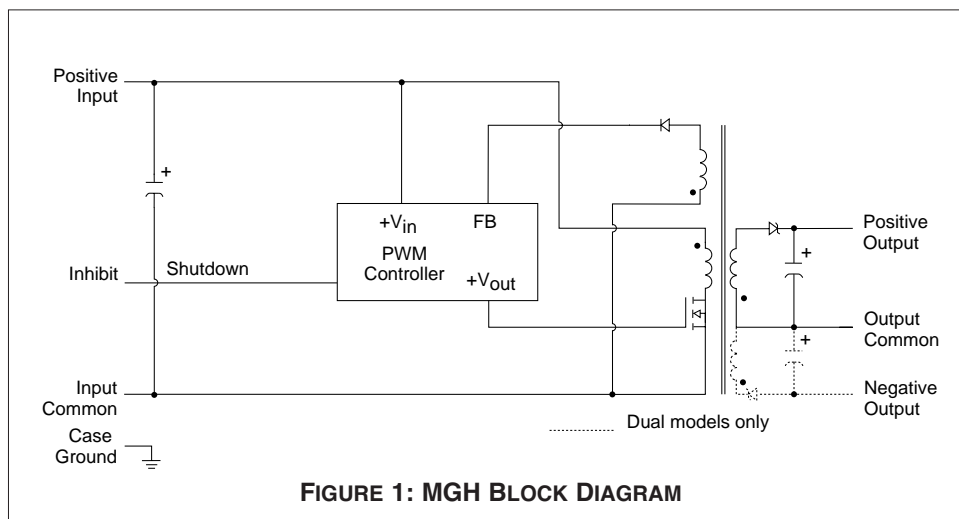 Positive
Input
+
+Vin
FB
PWM
Controller
+Vout
Inhibit
Shutdown
Positive
Output
+
Output
Common
+
Input
Common
Negative
Output
Dual models only
Case
Ground
FIGURE 1: MGH BLOCK DIAGRAM